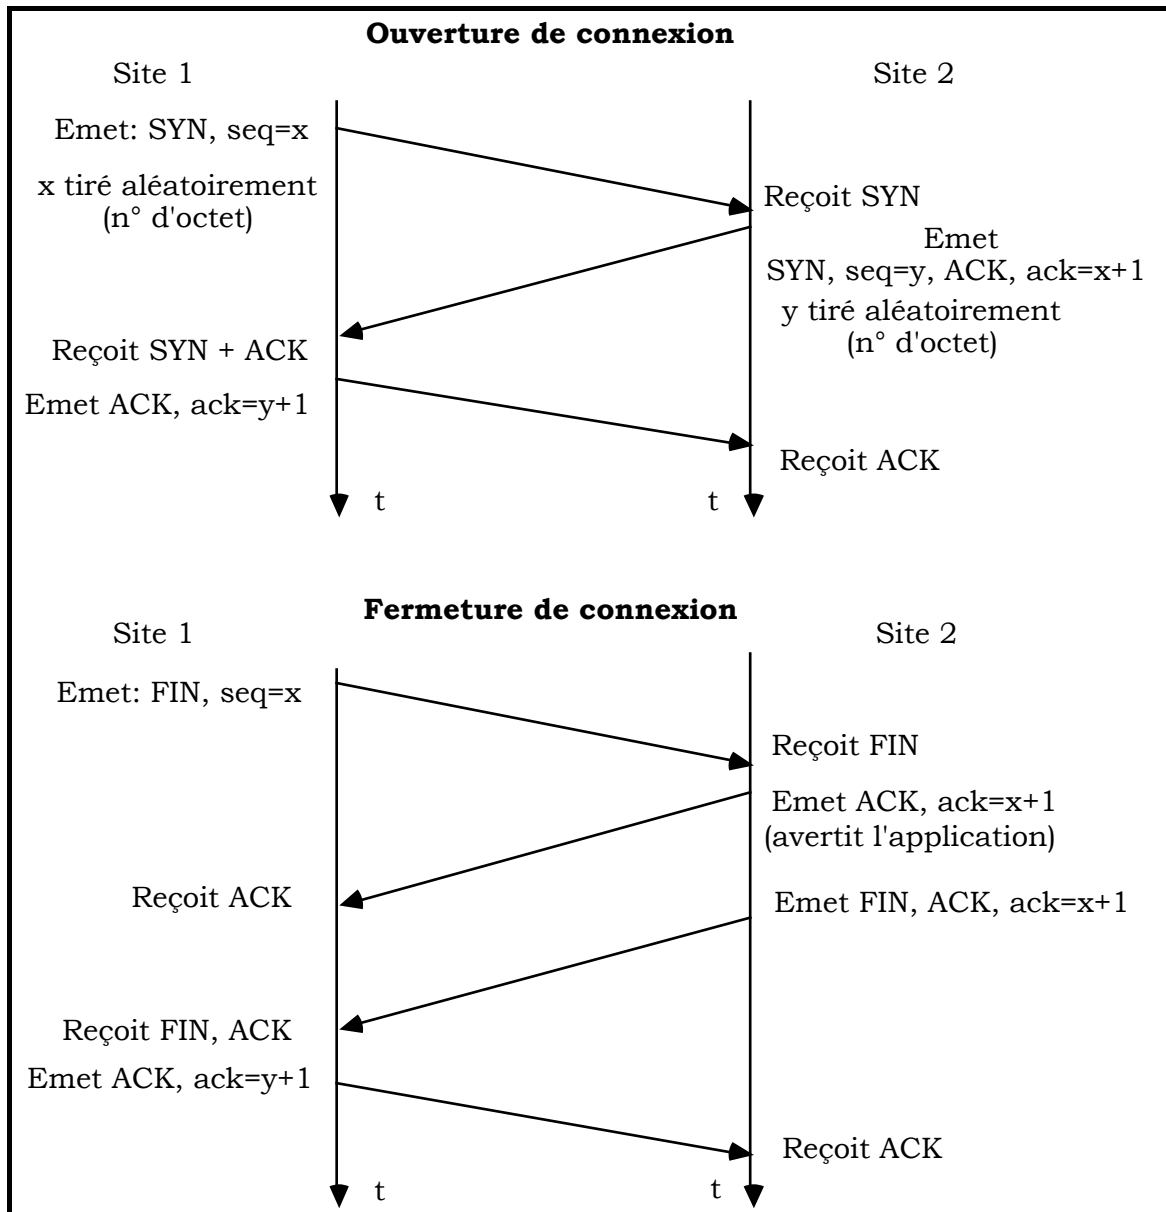 Ouverture de connexion
Site 1
Site 2
Emet: SYN, seq=x
x tiré aléatoirement
(n° d'octet)
Reçoit SYN
Emet
SYN, seq=y, ACK, ack=x+1
y tiré aléatoirement
(n° d'octet)
Reçoit SYN + ACK
Emet ACK, ack=y+1
Reçoit ACK
t
t
Fermeture de connexion
Site 1
Site 2
Emet: FIN, seq=x
Reçoit FIN
Emet ACK, ack=x+1
(avertit l'application)
Reçoit ACK
Emet FIN, ACK, ack=x+1
Reçoit FIN, ACK
Emet ACK, ack=y+1
Reçoit ACK
t
t